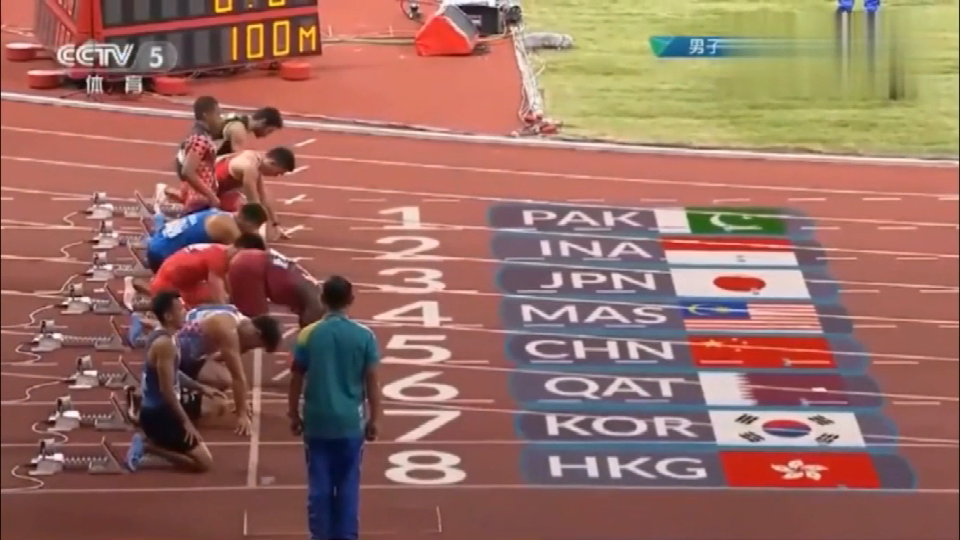 100M
CCTV 5
体育
男子
1 PAK
2 INA
3 JPN
4 MAS
5 CHN
6 QAT
7 KOR
8 HKG